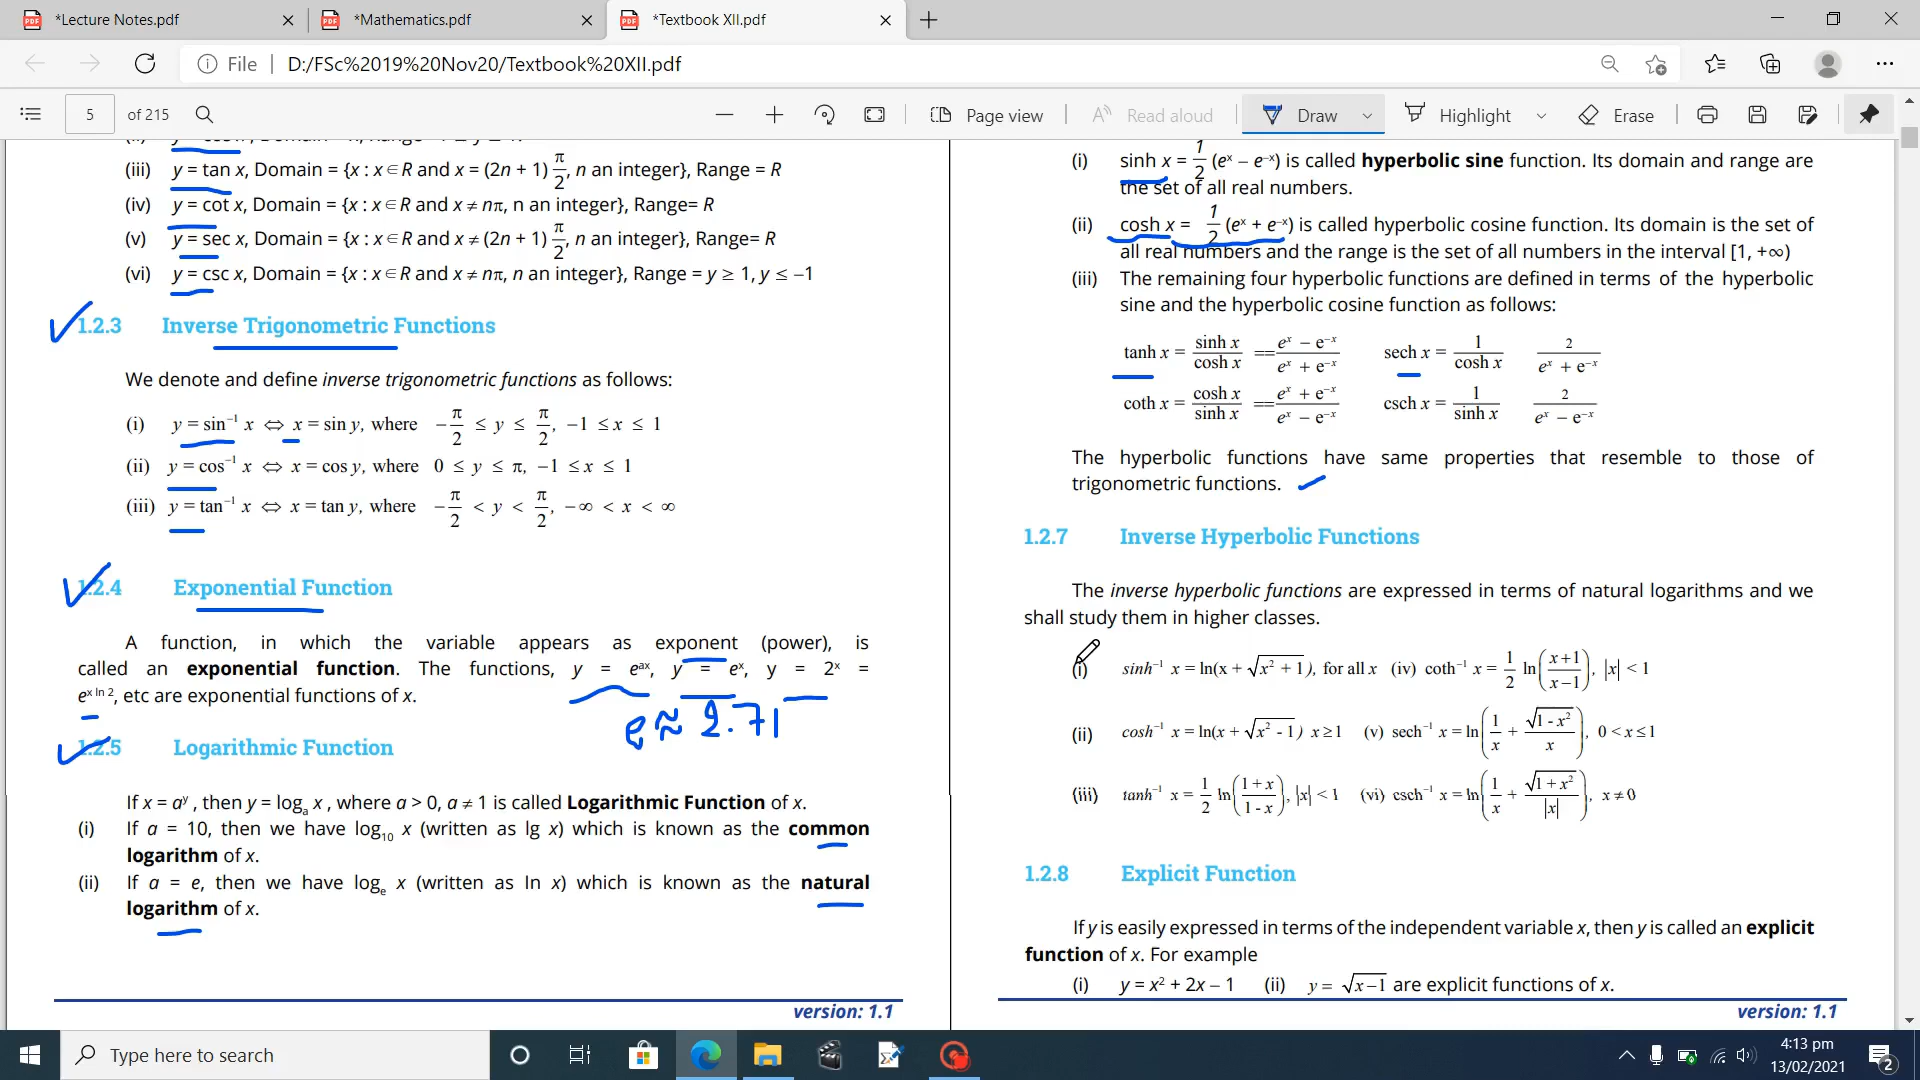 *Lecture Notes.pdf
*Mathematics.pdf
*Textbook XII.pdf
File
D:/FSc%2019%20Nov20/Textbook%20XII.pdf
5 of 215
Page view
Read aloud
Draw
Highlight
Erase
(iii) y = tan x, Domain = {x : x∈R and x = (2n + 1) π/2, n an integer}, Range = R
(iv) y = cot x, Domain = {x : x∈R and x ≠ nπ, n an integer}, Range= R
(v) y = sec x, Domain = {x : x∈R and x ≠ (2n + 1) π/2, n an integer}, Range= R
(vi) y = csc x, Domain = {x : x∈R and x ≠ nπ, n an integer}, Range = y ≥ 1, y ≤ –1
1.2.3 Inverse Trigonometric Functions
We denote and define inverse trigonometric functions as follows:
(i) y = sin⁻¹ x ⇔ x = sin y, where -π/2 ≤ y ≤ π/2, -1 ≤ x ≤ 1
(ii) y = cos⁻¹ x ⇔ x = cos y, where 0 ≤ y ≤ π, -1 ≤ x ≤ 1
(iii) y = tan⁻¹ x ⇔ x = tan y, where -π/2 < y < π/2, -∞ < x < ∞
1.2.4 Exponential Function
A function, in which the variable appears as exponent (power), is
called an exponential function. The functions, y = eᵃˣ, y = eˣ, y = 2ˣ =
e^(x ln 2), etc are exponential functions of x.
e ≈ 2.71
1.2.5 Logarithmic Function
If x = aʸ , then y = logₐ x , where a > 0, a ≠ 1 is called Logarithmic Function of x.
(i) If a = 10, then we have log₁₀ x (written as lg x) which is known as the common
logarithm of x.
(ii) If a = e, then we have logₑ x (written as ln x) which is known as the natural
logarithm of x.
version: 1.1
(i) sinh x = 1/2 (eˣ – e⁻ˣ) is called hyperbolic sine function. Its domain and range are
the set of all real numbers.
(ii) cosh x = 1/2 (eˣ + e⁻ˣ) is called hyperbolic cosine function. Its domain is the set of
all real numbers and the range is the set of all numbers in the interval [1, +∞)
(iii) The remaining four hyperbolic functions are defined in terms of the hyperbolic
sine and the hyperbolic cosine function as follows:
tanh x = sinh x / cosh x == (eˣ − e⁻ˣ)/(eˣ + e⁻ˣ) sech x = 1/cosh x 2/(eˣ + e⁻ˣ)
coth x = cosh x / sinh x == (eˣ + e⁻ˣ)/(eˣ − e⁻ˣ) csch x = 1/sinh x 2/(eˣ − e⁻ˣ)
The hyperbolic functions have same properties that resemble to those of
trigonometric functions.
1.2.7 Inverse Hyperbolic Functions
The inverse hyperbolic functions are expressed in terms of natural logarithms and we
shall study them in higher classes.
(i) sinh⁻¹ x = ln(x + √(x² + 1)), for all x (iv) coth⁻¹ x = 1/2 ln((x+1)/(x−1)), |x| < 1
(ii) cosh⁻¹ x = ln(x + √(x² - 1)) x ≥ 1 (v) sech⁻¹ x = ln(1/x + √(1 - x²)/x), 0 < x ≤ 1
(iii) tanh⁻¹ x = 1/2 ln((1 + x)/(1 - x)), |x| < 1 (vi) csch⁻¹ x = ln(1/x + √(1 + x²)/|x|), x ≠ 0
1.2.8 Explicit Function
If y is easily expressed in terms of the independent variable x, then y is called an explicit
function of x. For example
(i) y = x² + 2x – 1 (ii) y = √(x−1) are explicit functions of x.
version: 1.1
Type here to search
4:13 pm
13/02/2021
2